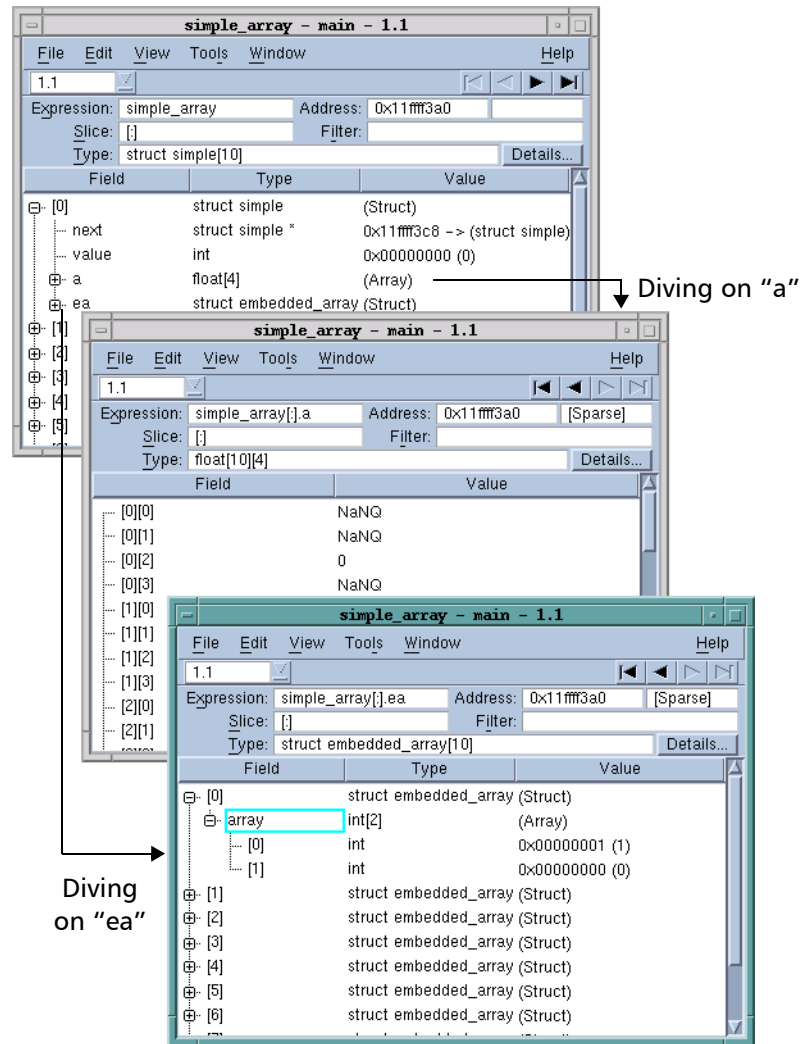 simple_array - main - 1.1
File Edit View Tools Window Help
1.1
Expression: simple_array Address: 0x11ffff3a0
Slice: [:] Filter:
Type: struct simple[10] Details...
Field Type Value
[0] struct simple (Struct)
next struct simple * 0x11ffff3c8 -> (struct simple)
value int 0x00000000 (0)
a float[4] (Array)
ea struct embedded_array (Struct)
[1]
[2]
[3]
[4]
[5]
Diving on "a"
simple_array - main - 1.1
File Edit View Tools Window Help
1.1
Expression: simple_array[:].a Address: 0x11ffff3a0 [Sparse]
Slice: [:] Filter:
Type: float[10][4] Details...
Field Value
[0][0] NaNQ
[0][1] NaNQ
[0][2] 0
[0][3] NaNQ
[1][0]
[1][1]
[1][2]
[1][3]
[2][0]
[2][1]
simple_array - main - 1.1
File Edit View Tools Window Help
1.1
Expression: simple_array[:].ea Address: 0x11ffff3a0 [Sparse]
Slice: [:] Filter:
Type: struct embedded_array[10] Details...
Field Type Value
[0] struct embedded_array (Struct)
array int[2] (Array)
[0] int 0x00000001 (1)
[1] int 0x00000000 (0)
[1] struct embedded_array (Struct)
[2] struct embedded_array (Struct)
[3] struct embedded_array (Struct)
[4] struct embedded_array (Struct)
[5] struct embedded_array (Struct)
[6] struct embedded_array (Struct)
Diving
on "ea"